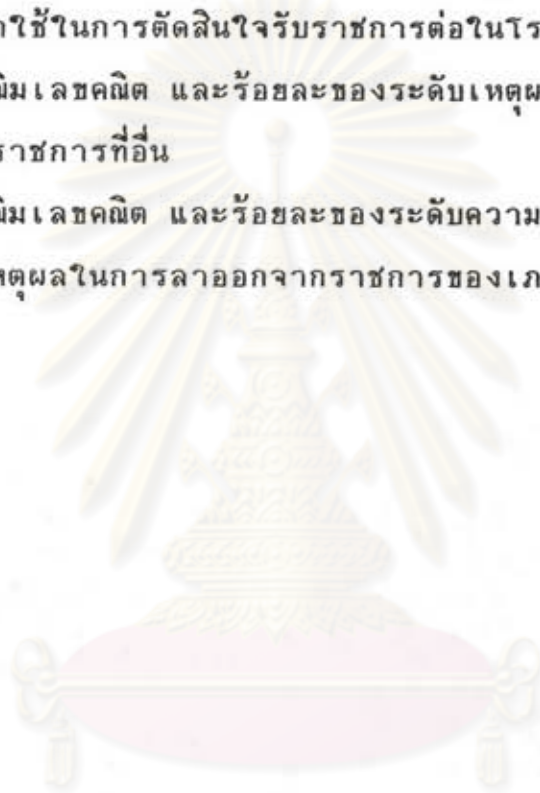 าใช้ในการตัดสินใจรับราชการต่อในโร
ณิมเลขคณิต และร้อยละของระดับเหตุผ
ราชการที่อื่น
ณิมเลขคณิต และร้อยละของระดับความ
หตุผลในการลาออกจากราชการของเภ